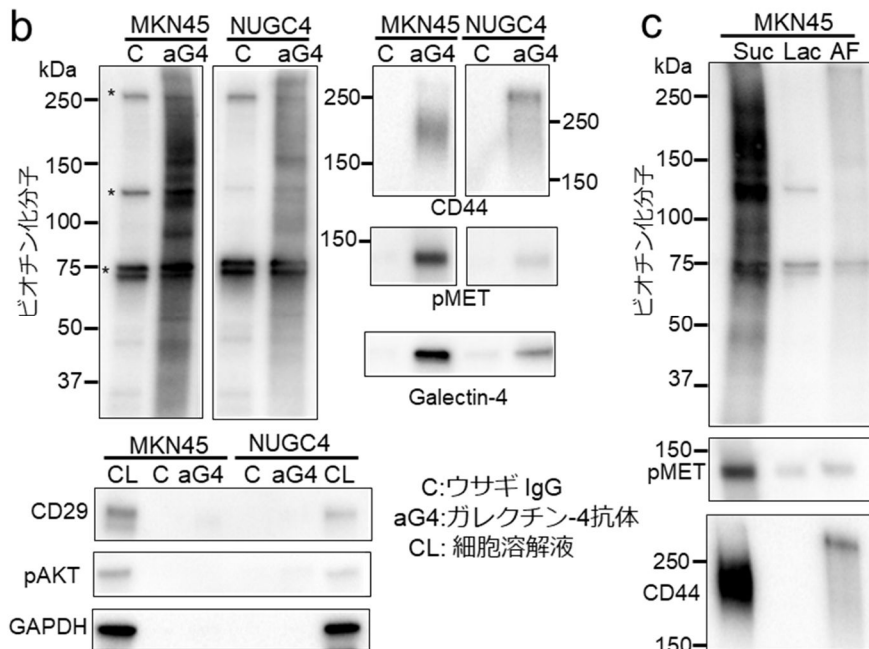 b
MKN45 NUGC4
C aG4 C aG4
kDa
250
150
100
75
50
37
*
*
*
ビオチン化分子
MKN45 NUGC4
C aG4 C aG4
250
150
250
150
CD44
150
pMET
Galectin-4
MKN45 NUGC4
CL C aG4 C aG4 CL
CD29
pAKT
GAPDH
C:ウサギ IgG
aG4:ガレクチン-4抗体
CL: 細胞溶解液
c
MKN45
Suc Lac AF
250
150
100
75
50
37
ビオチン化分子
150
pMET
250
CD44
150